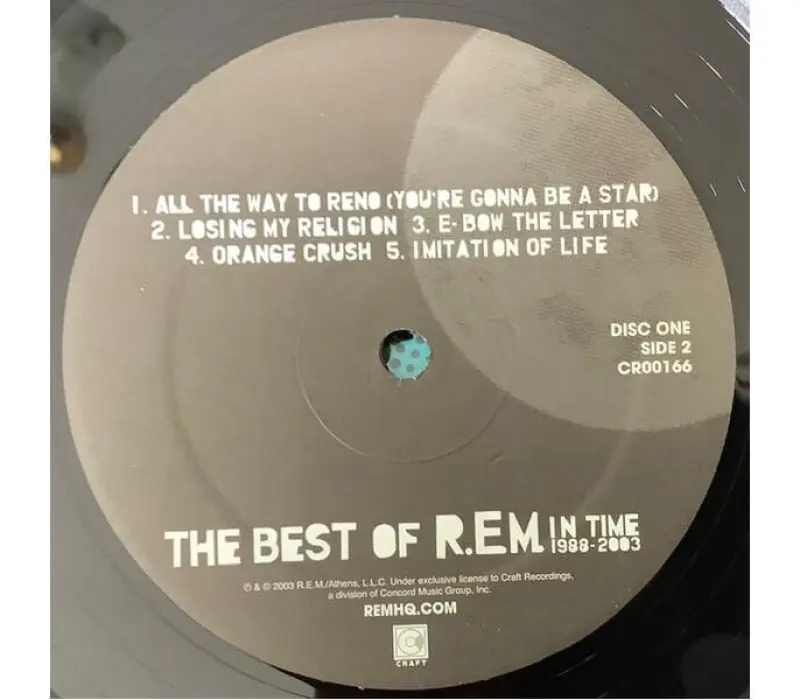 1. ALL THE WAY TO RENO (YOU'RE GONNA BE A STAR)
2. LOSING MY RELIGION 3. E-BOW THE LETTER
4. ORANGE CRUSH 5. IMITATION OF LIFE
DISC ONE
SIDE 2
CR00166
THE BEST OF R.E.M. IN TIME
1988-2003
℗ & © 2003 R.E.M./Athens, L.L.C. Under exclusive license to Craft Recordings,
a division of Concord Music Group, Inc.
REMHQ.COM
C
CRAFT